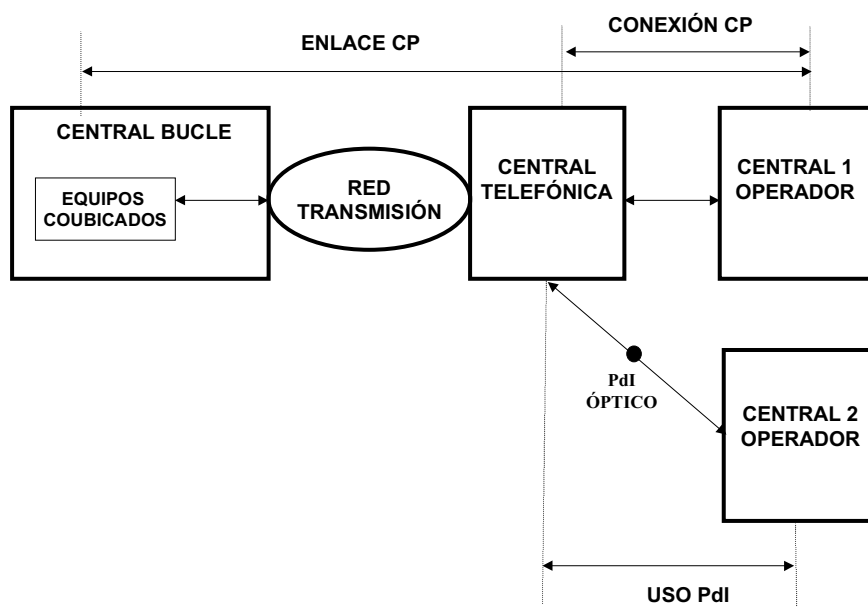 CONEXIÓN CP
ENLACE CP
CENTRAL BUCLE
EQUIPOS
COUBICADOS
RED
TRANSMISIÓN
CENTRAL
TELEFÓNICA
CENTRAL 1
OPERADOR
PdI
ÓPTICO
CENTRAL 2
OPERADOR
USO PdI